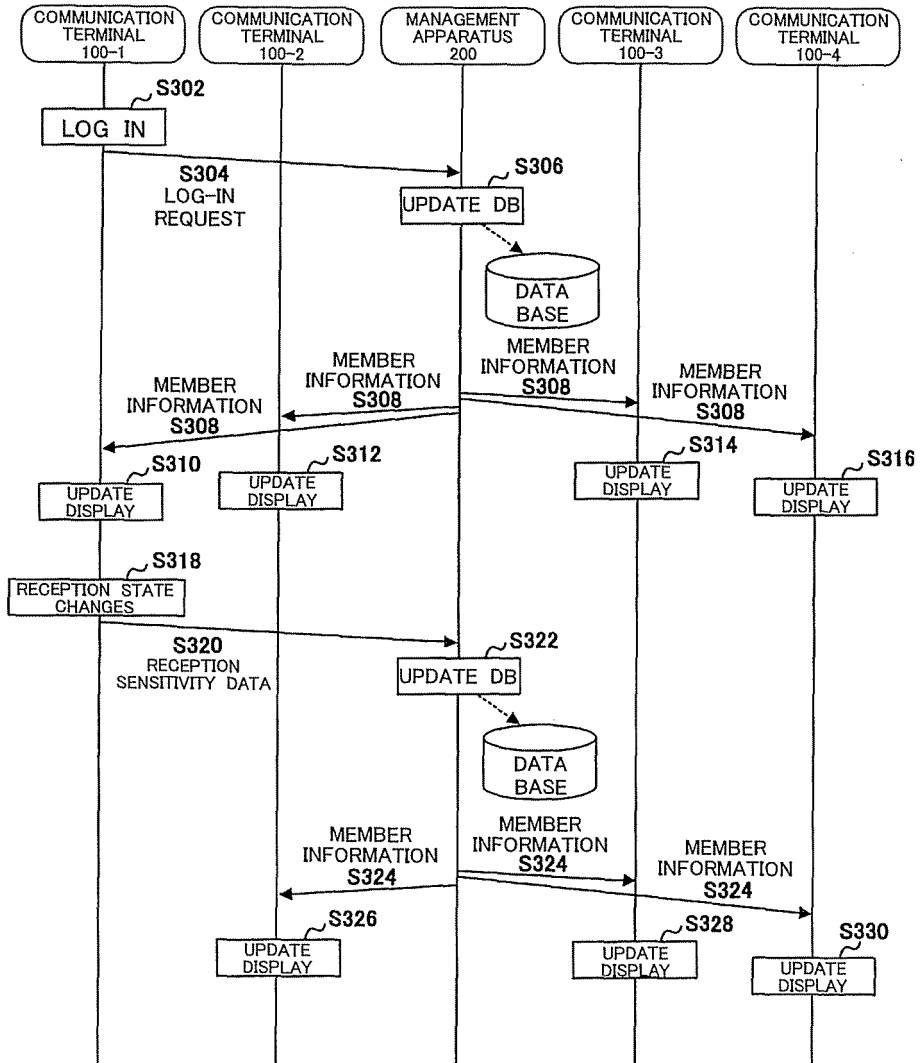 COMMUNICATION
TERMINAL
100-1
COMMUNICATION
TERMINAL
100-2
MANAGEMENT
APPARATUS
200
COMMUNICATION
TERMINAL
100-3
COMMUNICATION
TERMINAL
100-4
S302
LOG IN
S304
LOG-IN
REQUEST
S306
UPDATE DB
DATA
BASE
MEMBER
INFORMATION
S308
MEMBER
INFORMATION
S308
MEMBER
INFORMATION
S308
MEMBER
INFORMATION
S308
S310
UPDATE
DISPLAY
S312
UPDATE
DISPLAY
S314
UPDATE
DISPLAY
S316
UPDATE
DISPLAY
S318
RECEPTION STATE
CHANGES
S320
RECEPTION
SENSITIVITY DATA
S322
UPDATE DB
DATA
BASE
MEMBER
INFORMATION
S324
MEMBER
INFORMATION
S324
MEMBER
INFORMATION
S324
S326
UPDATE
DISPLAY
S328
UPDATE
DISPLAY
S330
UPDATE
DISPLAY